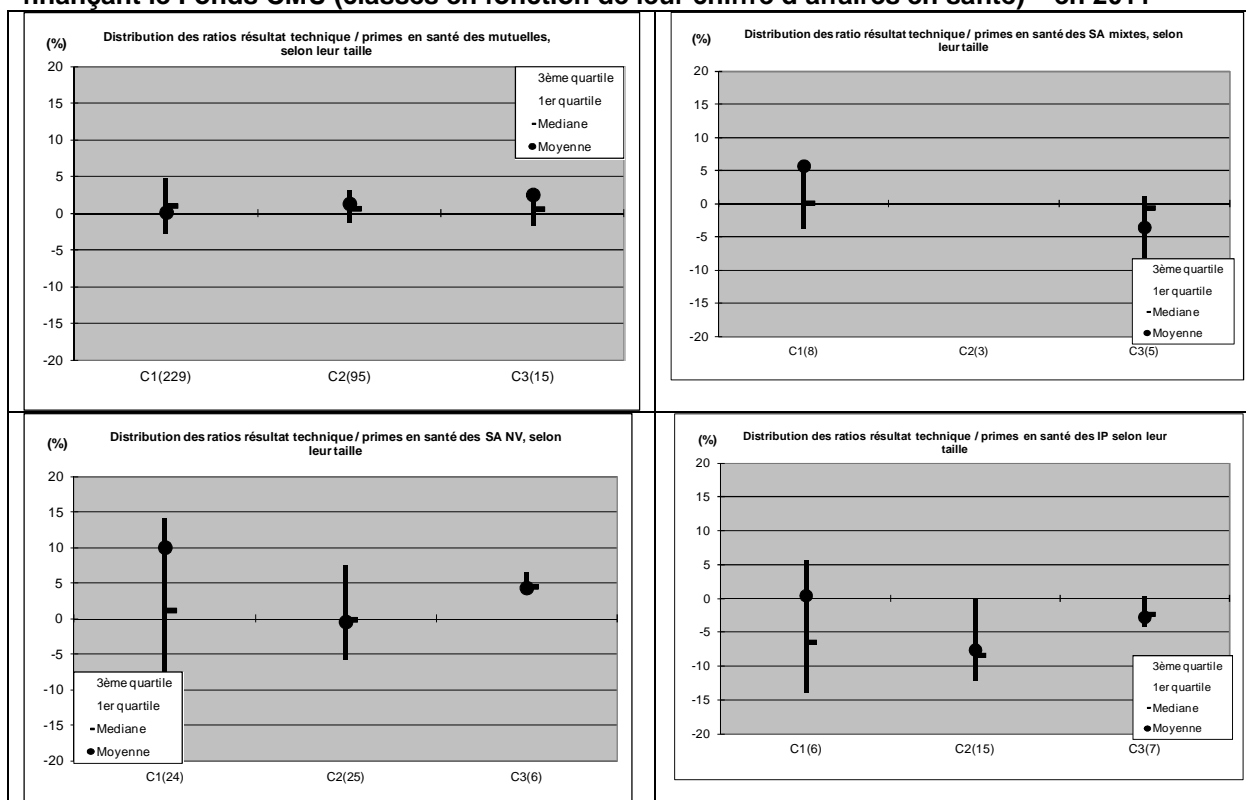 finançant le Fonds CMU (classés en fonction de leur chiffre d'affaires en santé) – en 2011
(%)
Distribution des ratios résultat technique / primes en santé des mutuelles,
selon leur taille
20
15
10
5
0
-5
-10
-15
-20
3ème quartile
1er quartile
Mediane
Moyenne
C1(229)
C2(95)
C3(15)
(%)
Distribution des ratio résultat technique / primes en santé des SA mixtes, selon
leur taille
20
15
10
5
0
-5
-10
-15
-20
3ème quartile
1er quartile
Mediane
Moyenne
C1(8)
C2(3)
C3(5)
(%)
Distribution des ratios résultat technique / primes en santé des SA NV, selon
leur taille
20
15
10
5
0
-5
-10
-15
-20
3ème quartile
1er quartile
Mediane
Moyenne
C1(24)
C2(25)
C3(6)
(%)
Distribution des ratios résultat technique / primes en santé des IP selon leur
taille
20
15
10
5
0
-5
-10
-15
-20
3ème quartile
1er quartile
Mediane
Moyenne
C1(6)
C2(15)
C3(7)